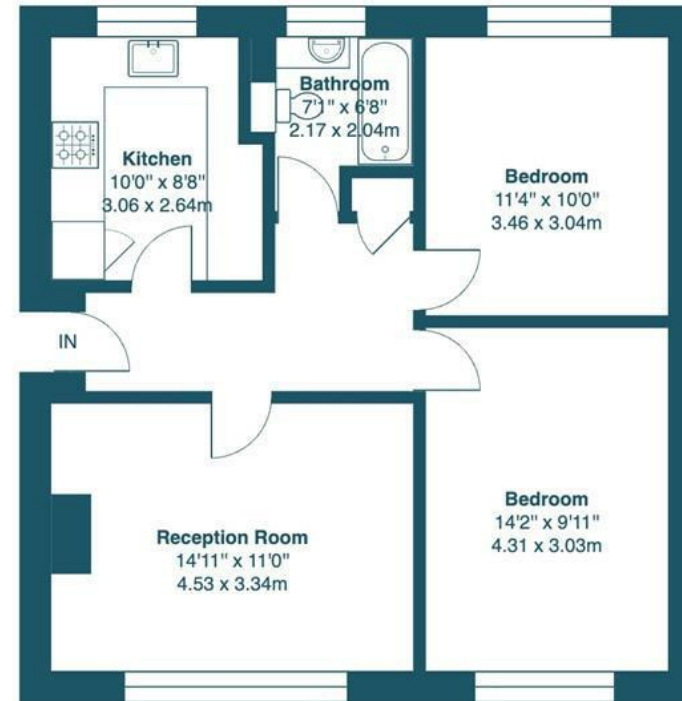 Kitchen
10'0" x 8'8"
3.06 x 2.64m
Bathroom
7'1" x 6'8"
2.17 x 2.04m
Bedroom
11'4" x 10'0"
3.46 x 3.04m
IN
Reception Room
14'11" x 11'0"
4.53 x 3.34m
Bedroom
14'2" x 9'11"
4.31 x 3.03m